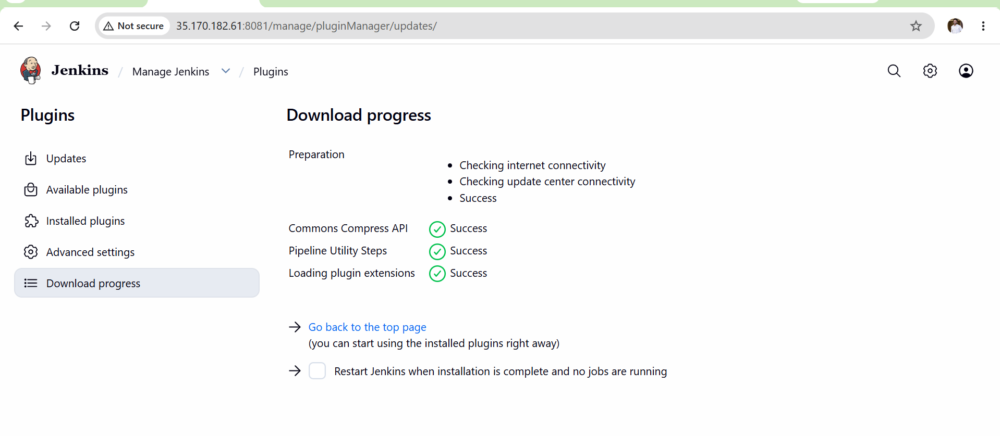 Not secure 35.170.182.61:8081/manage/pluginManager/updates/
Jenkins / Manage Jenkins / Plugins
Plugins
Updates
Available plugins
Installed plugins
Advanced settings
Download progress
Download progress
Preparation
• Checking internet connectivity
• Checking update center connectivity
• Success
Commons Compress API Success
Pipeline Utility Steps Success
Loading plugin extensions Success
→ Go back to the top page
(you can start using the installed plugins right away)
→ Restart Jenkins when installation is complete and no jobs are running